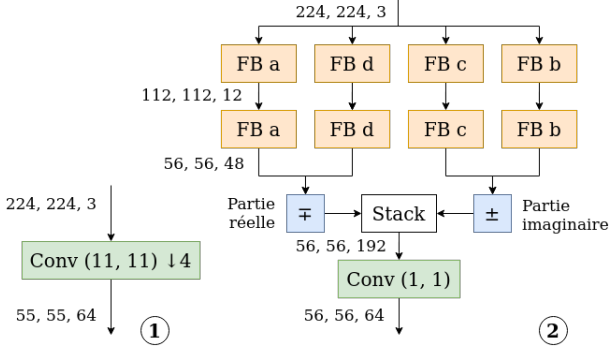 224, 224, 3
FB a FB d FB c FB b
112, 112, 12
FB a FB d FB c FB b
56, 56, 48
Partie
réelle
∓
Stack
±
Partie
imaginaire
56, 56, 192
Conv (1, 1)
56, 56, 64
2
224, 224, 3
Conv (11, 11) ↓4
55, 55, 64
1